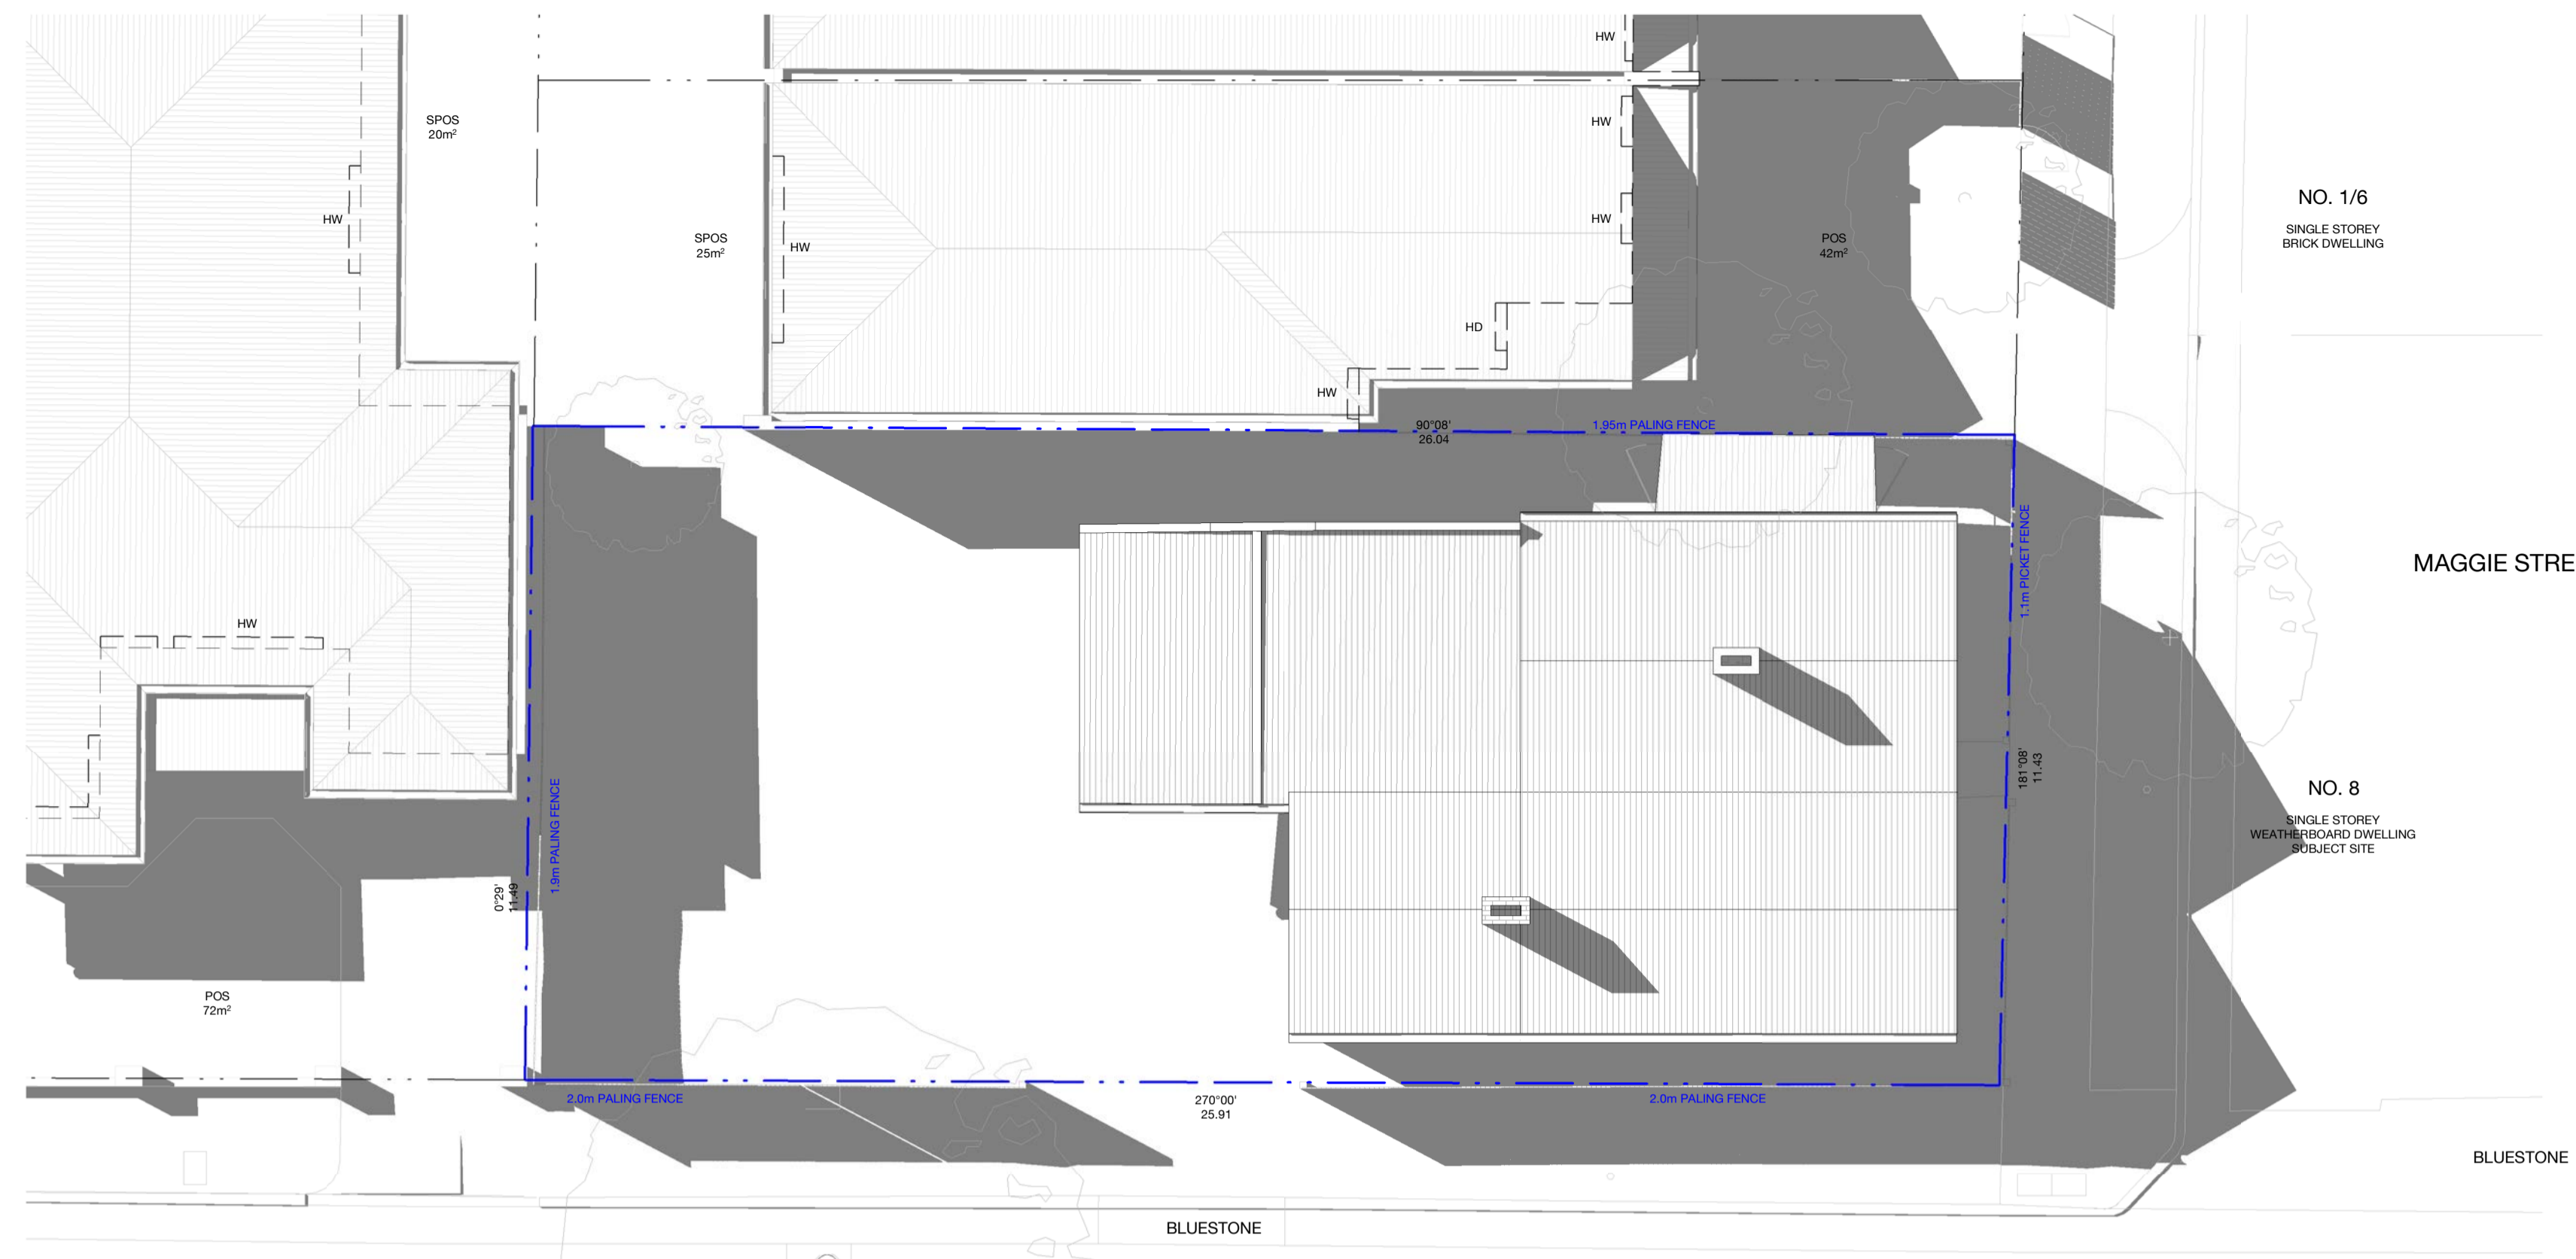 HW
SPOS
20m²
HW
NO. 1/6
SINGLE STOREY
BRICK DWELLING
HW
HW
SPOS
25m²
HW
POS
42m²
HD
HW
1.95m PALING FENCE
90°08'
26.04
1.1m PICKET FENCE
MAGGIE STRE
HW
181°08'
11.43
NO. 8
SINGLE STOREY
WEATHERBOARD DWELLING
SUBJECT SITE
1.9m PALING FENCE
0°29'
11.49
POS
72m²
2.0m PALING FENCE
270°00'
25.91
2.0m PALING FENCE
BLUESTONE
BLUESTONE